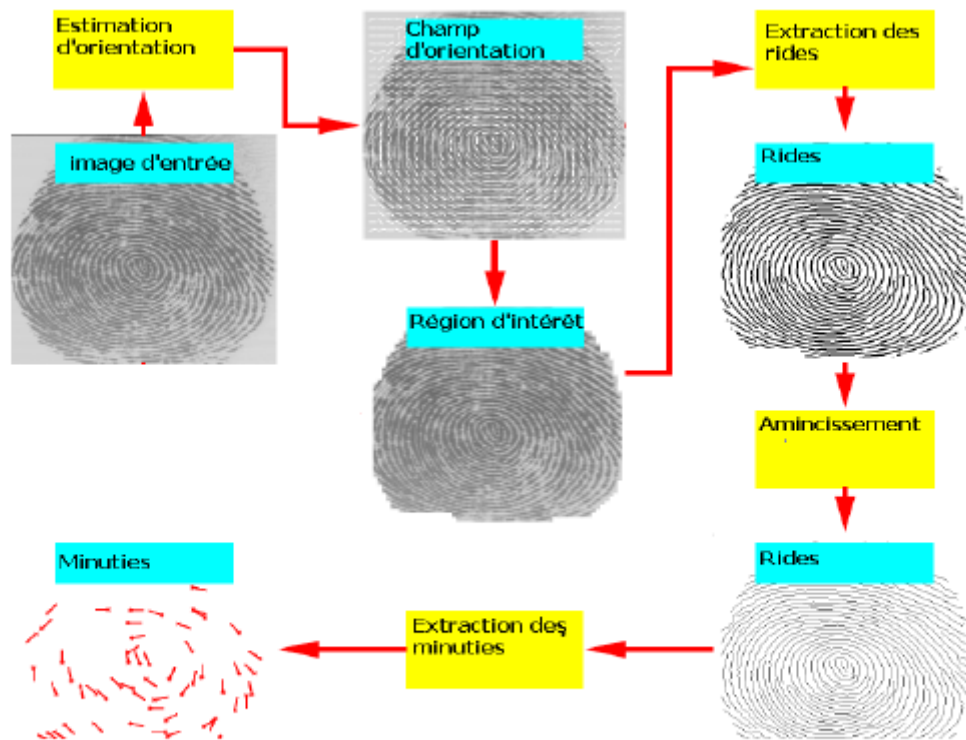 Estimation
d'orientation
image d'entrée
Champ
d'orientation
Région d'intérêt
Extraction des
rides
Rides
Amincissement
Rides
Extraction des
minuties
Minuties